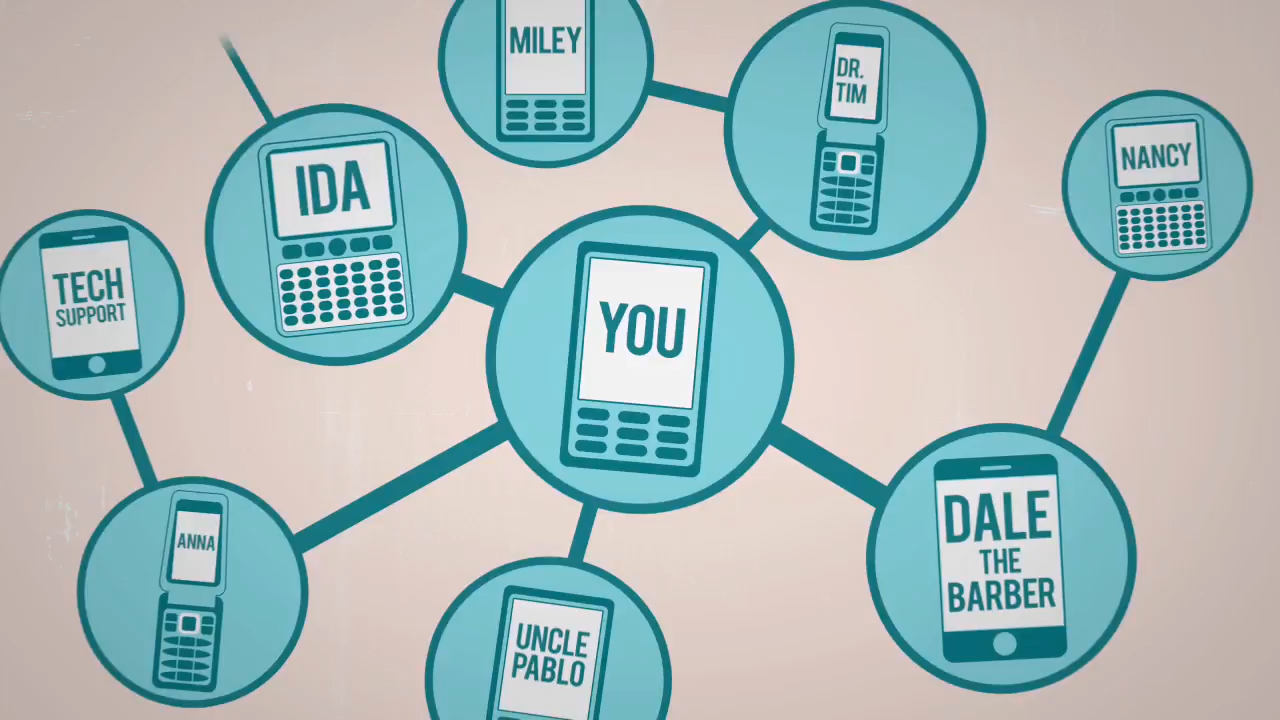 MILEY
DR.
TIM
NANCY
IDA
TECH
SUPPORT
YOU
ANNA
DALE
THE
BARBER
UNCLE
PABLO